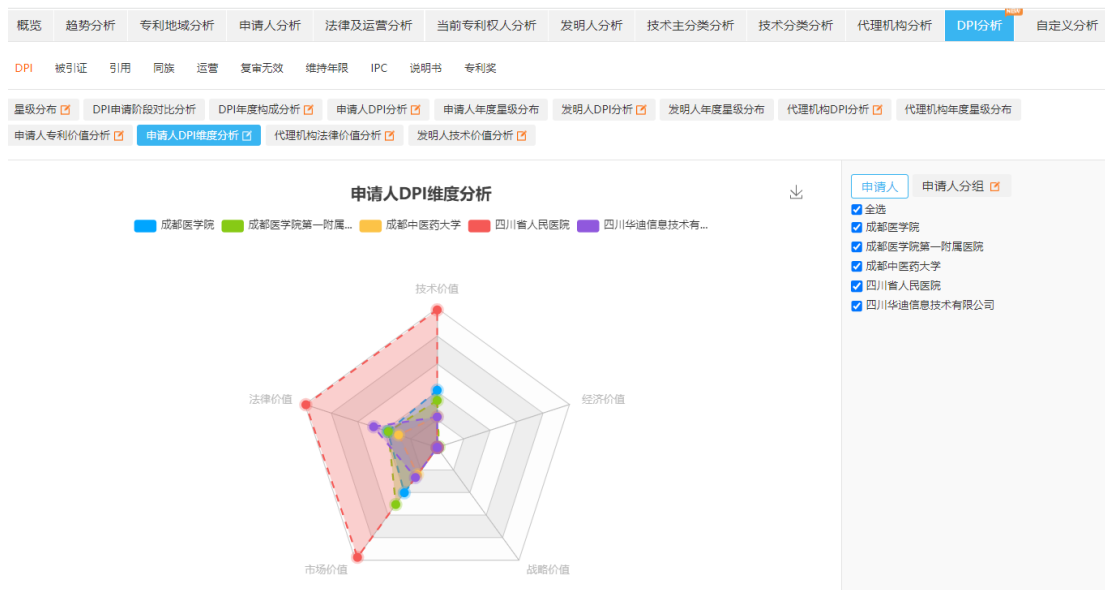 概览 趋势分析 专利地域分析 申请人分析 法律及运营分析 当前专利权人分析 发明人分析 技术主分类分析 技术分类分析 代理机构分析 DPI分析 自定义分析
DPI 被引证 引用 同族 运营 复审无效 维持年限 IPC 说明书 专利奖
星级分布 DPI申请阶段对比分析 DPI年度构成分析 申请人DPI分析 申请人年度星级分布 发明人DPI分析 发明人年度星级分布 代理机构DPI分析 代理机构年度星级分布
申请人专利价值分析 申请人DPI维度分析 代理机构法律价值分析 发明人技术价值分析
申请人DPI维度分析
成都医学院 成都医学院第一附属... 成都中医药大学 四川省人民医院 四川华迪信息技术有...
技术价值
法律价值
经济价值
市场价值
战略价值
申请人 申请人分组
全选
成都医学院
成都医学院第一附属医院
成都中医药大学
四川省人民医院
四川华迪信息技术有限公司